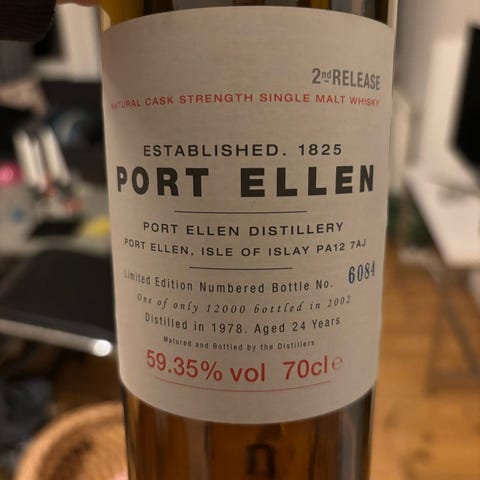 2nd RELEASE
NATURAL CASK STRENGTH SINGLE MALT WHISKY
ESTABLISHED. 1825
PORT ELLEN
PORT ELLEN DISTILLERY
PORT ELLEN, ISLE OF ISLAY PA12 7AJ
Limited Edition Numbered Bottle No. 6084
One of only 12000 bottled in 2002
Distilled in 1978. Aged 24 Years
Matured and Bottled by the Distillers
59.35% vol 70cl e